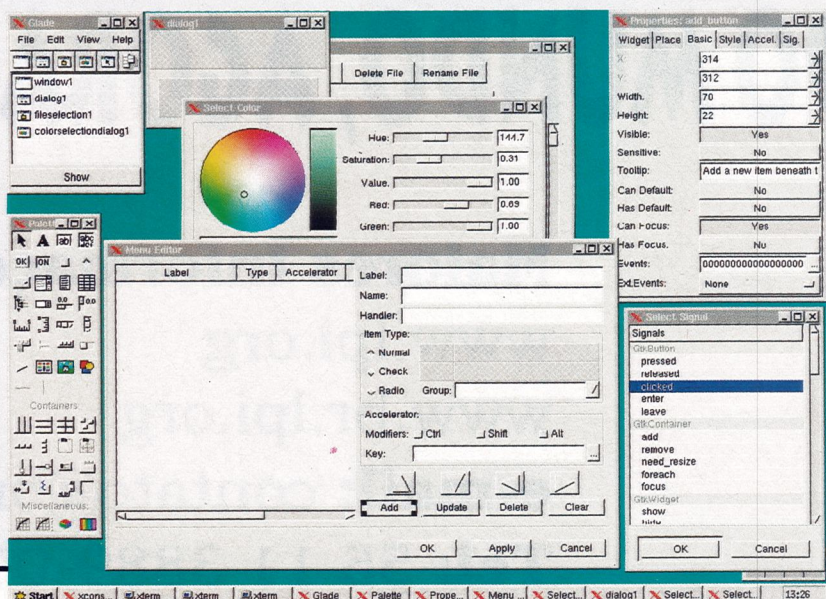 Glade
File Edit View Help
window1
dialog1
fileselection1
colorselectiondialog1
Show
dialog1
Delete File Rename File
Select Color
Hue: 144.7
Saturation: 0.31
Value: 1.00
Red: 0.69
Green: 1.00
Properties: add_button
Widget Place Basic Style Accel. Sig.
X: 314
Y: 312
Width: 70
Height: 22
Visible: Yes
Sensitive: No
Tooltip: Add a new item beneath t
Can Default: No
Has Default: No
Can Focus: Yes
Has Focus: No
Events: 000000000000000000 ...
Ext.Events: None
Palette
OK ON
Containers:
Miscellaneous:
Menu Editor
Label Type Accelerator
Label:
Name:
Handler:
Item Type:
Normal
Check
Radio Group:
Accelerator:
Modifiers: Ctrl Shift Alt
Key: ...
Add Update Delete Clear
OK Apply Cancel
Select Signal
Signals
GtkButton
pressed
released
clicked
enter
leave
GtkContainer
add
remove
need_resize
foreach
focus
GtkWidget
show
hide
OK Cancel
Start xcons... xterm xterm xterm Glade Palette Prope... Menu ... Select... dialog1 Select... Select... 13:26